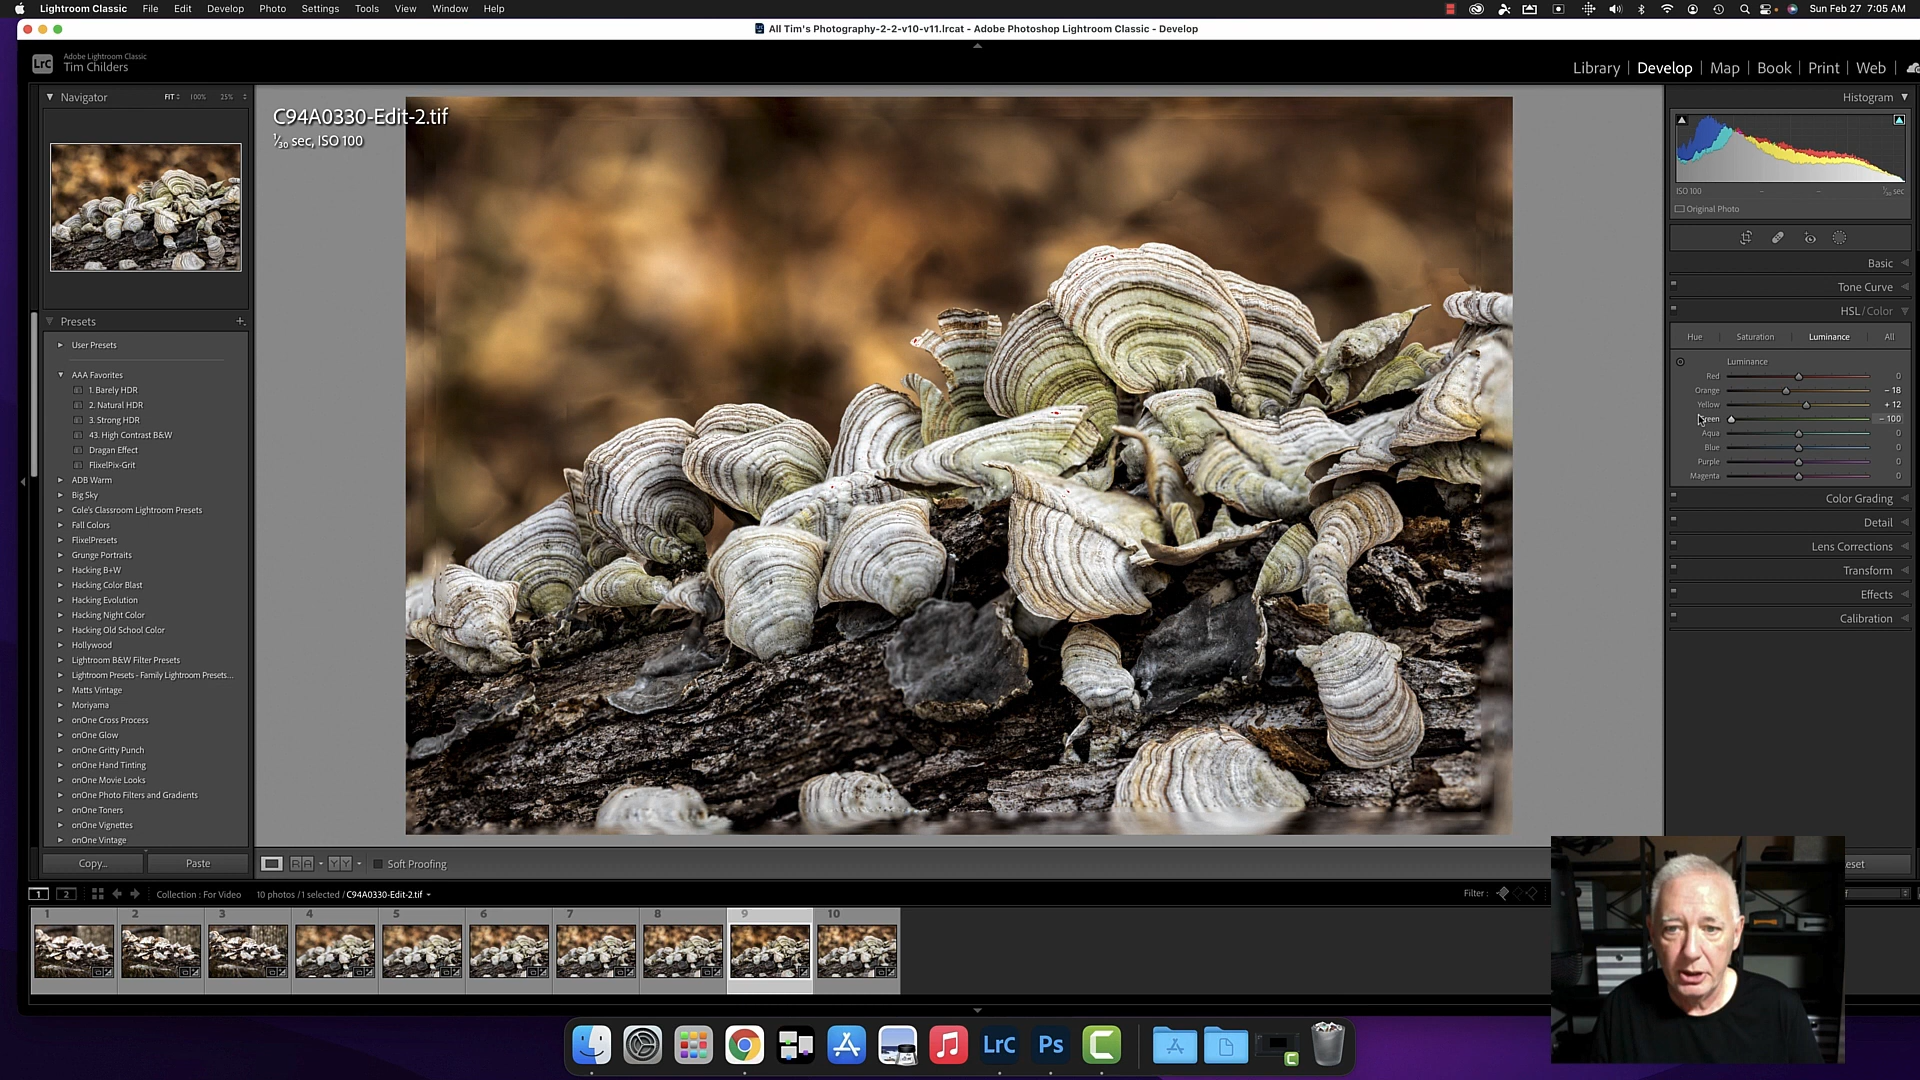 Lightroom Classic File Edit Develop Photo Settings Tools View Window Help
Sun Feb 27 7:05 AM
All Tim's Photography-2-2-v10-v11.lrcat - Adobe Photoshop Lightroom Classic - Develop
LrC
Adobe Lightroom Classic
Tim Childers
Library | Develop | Map | Book | Print | Web |
Navigator FIT 100% 25%
Presets +
User Presets
AAA Favorites
1. Barely HDR
2. Natural HDR
3. Strong HDR
43. High Contrast B&W
Dragan Effect
FlixelPix-Grit
ADB Warm
Big Sky
Cole's Classroom Lightroom Presets
Fall Colors
FlixelPresets
Grunge Portraits
Hacking B+W
Hacking Color Blast
Hacking Evolution
Hacking Night Color
Hacking Old School Color
Hollywood
Lightroom B&W Filter Presets
Lightroom Presets - Family Lightroom Presets...
Matts Vintage
Moriyama
onOne Cross Process
onOne Glow
onOne Gritty Punch
onOne Hand Tinting
onOne Movie Looks
onOne Photo Filters and Gradients
onOne Toners
onOne Vignettes
onOne Vintage
Copy... Paste
C94A0330-Edit-2.tif
1/30 sec, ISO 100
Histogram
ISO 100 – – 1/30 sec
Original Photo
Basic
Tone Curve
HSL / Color
Hue Saturation Luminance All
Luminance
Red 0
Orange – 18
Yellow + 12
Green – 100
Aqua 0
Blue 0
Purple 0
Magenta 0
Color Grading
Detail
Lens Corrections
Transform
Effects
Calibration
R A Y Y Soft Proofing
1 2 Collection : For Video 10 photos / 1 selected / C94A0330-Edit-2.tif
Filter :
1 2 3 4 5 6 7 8 9 10
LrC Ps